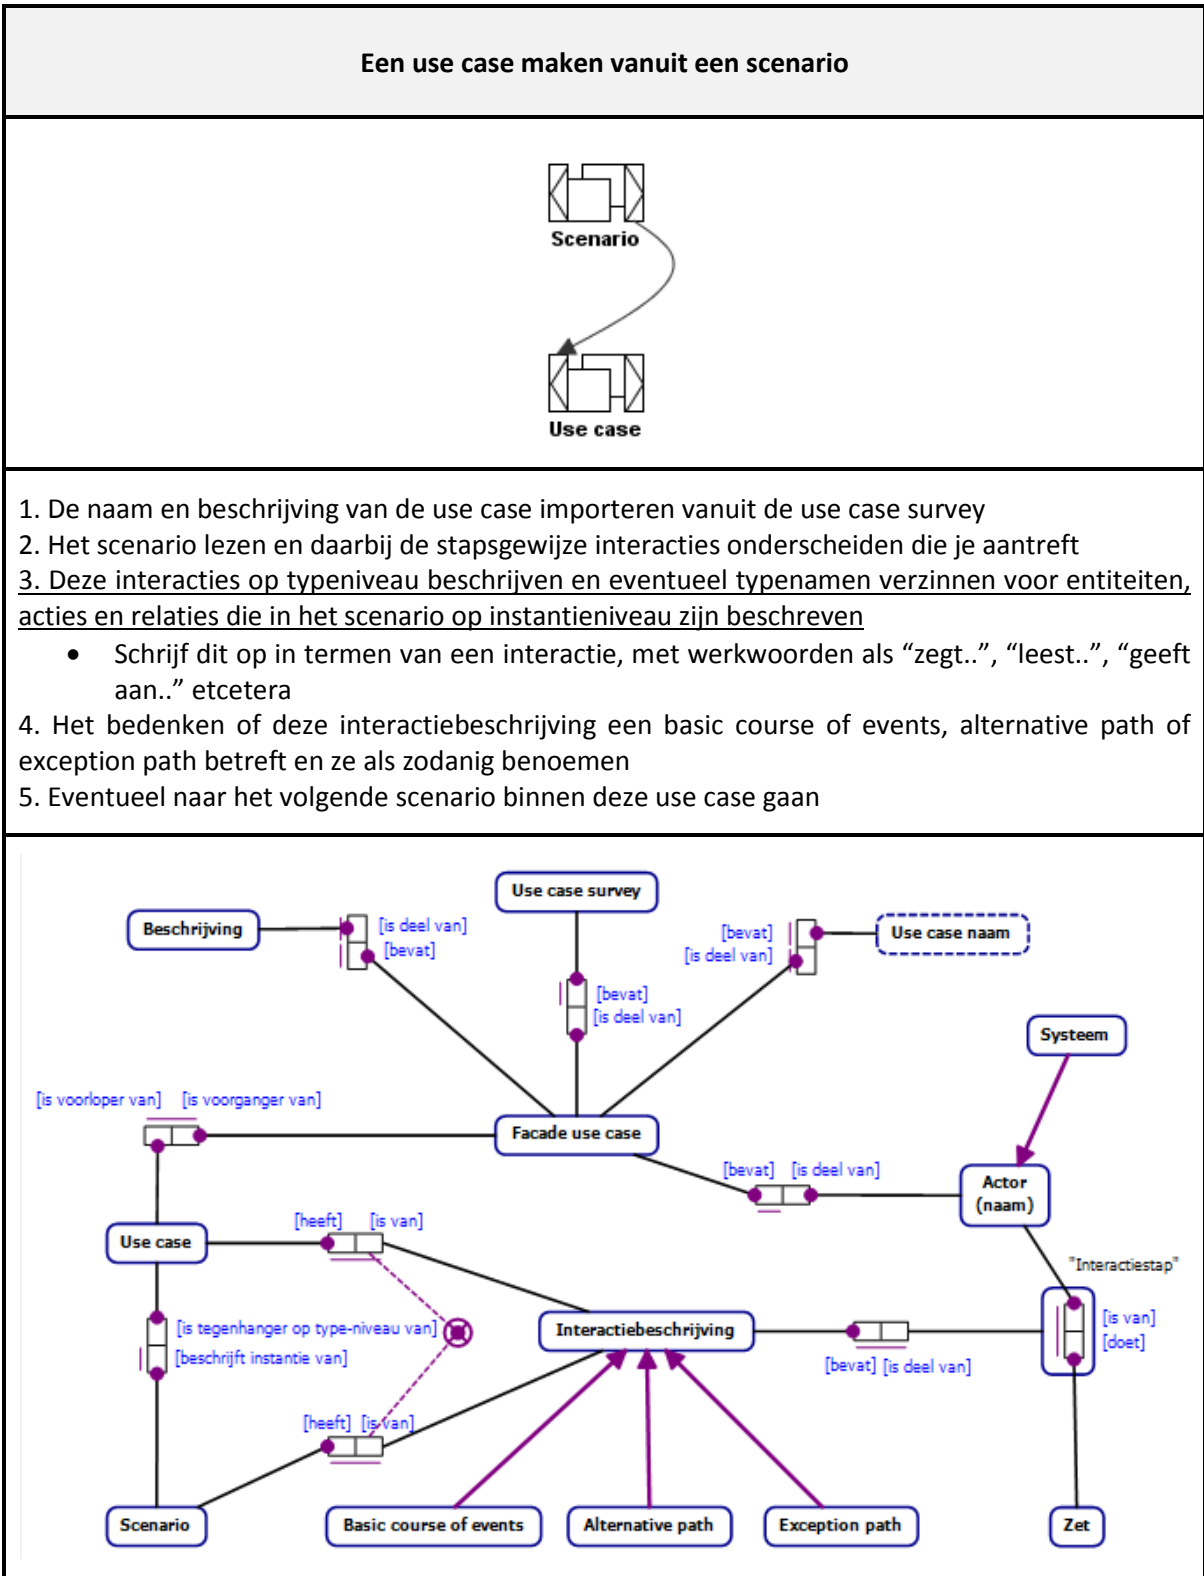 Een use case maken vanuit een scenario
Scenario
Use case
1. De naam en beschrijving van de use case importeren vanuit de use case survey
2. Het scenario lezen en daarbij de stapsgewijze interacties onderscheiden die je aantreft
3. Deze interacties op typeniveau beschrijven en eventueel typenamen verzinnen voor entiteiten,
acties en relaties die in het scenario op instantieniveau zijn beschreven
• Schrijf dit op in termen van een interactie, met werkwoorden als “zegt..”, “leest..”, “geeft
aan..” etcetera
4. Het bedenken of deze interactiebeschrijving een basic course of events, alternative path of
exception path betreft en ze als zodanig benoemen
5. Eventueel naar het volgende scenario binnen deze use case gaan
Use case survey
Beschrijving
[is deel van]
[bevat]
[bevat]
[is deel van]
Use case naam
[bevat]
[is deel van]
Systeem
[is voorloper van] [is voorganger van]
Facade use case
[bevat] [is deel van]
Actor
(naam)
[heeft] [is van]
Use case
"Interactiestap"
[is tegenhanger op type-niveau van]
[beschrijft instantie van]
Interactiebeschrijving
[is van]
[doet]
[bevat] [is deel van]
[heeft] [is van]
Scenario
Basic course of events
Alternative path
Exception path
Zet